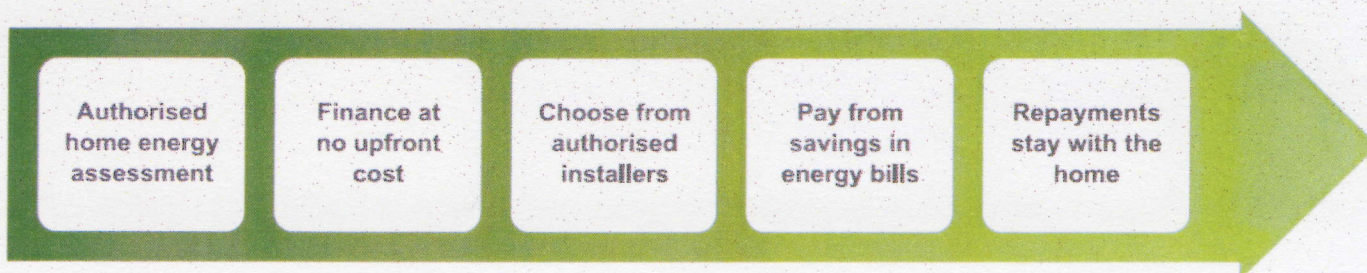 Authorised
home energy
assessment
Finance at
no upfront
cost
Choose from
authorised
installers
Pay from
savings in
energy bills
Repayments
stay with the
home